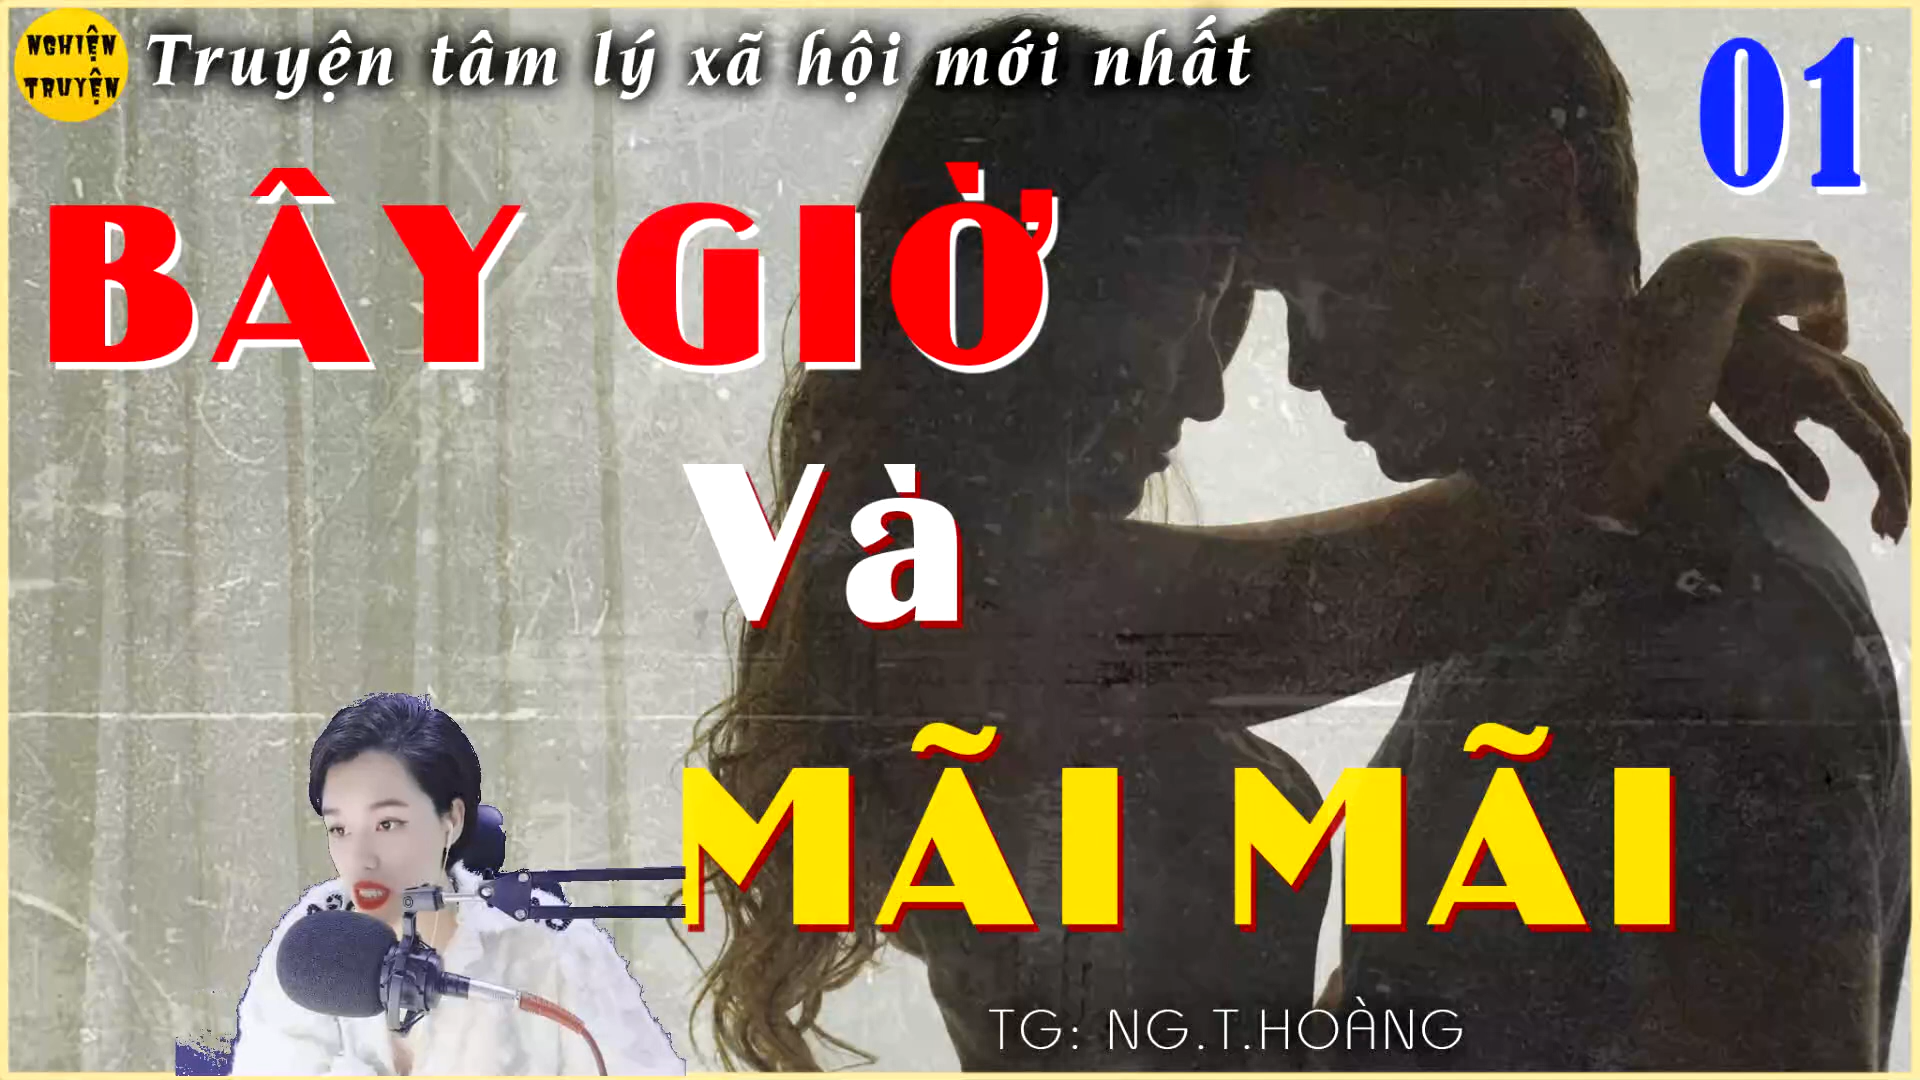 NGHIỆN
TRUYỆN
Truyện tâm lý xã hội mới nhất
01
BÂY GIỜ
Và
MÃI MÃI
TG: NG.T.HOÀNG